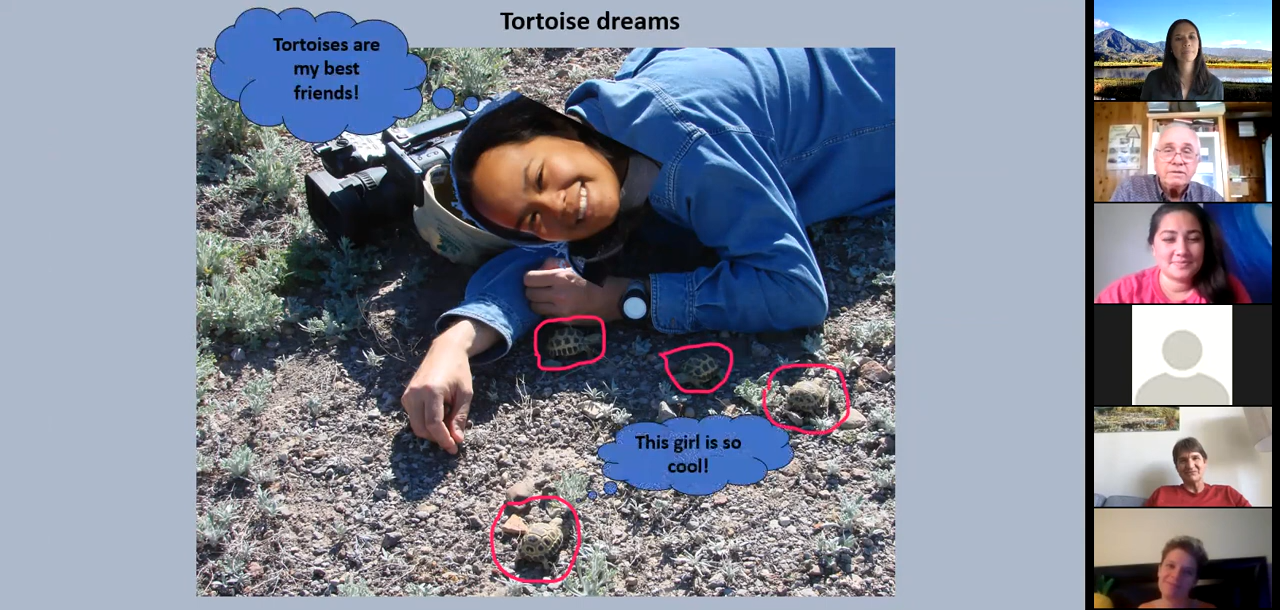 Tortoise dreams
Tortoises are
my best
friends!
This girl is so
cool!